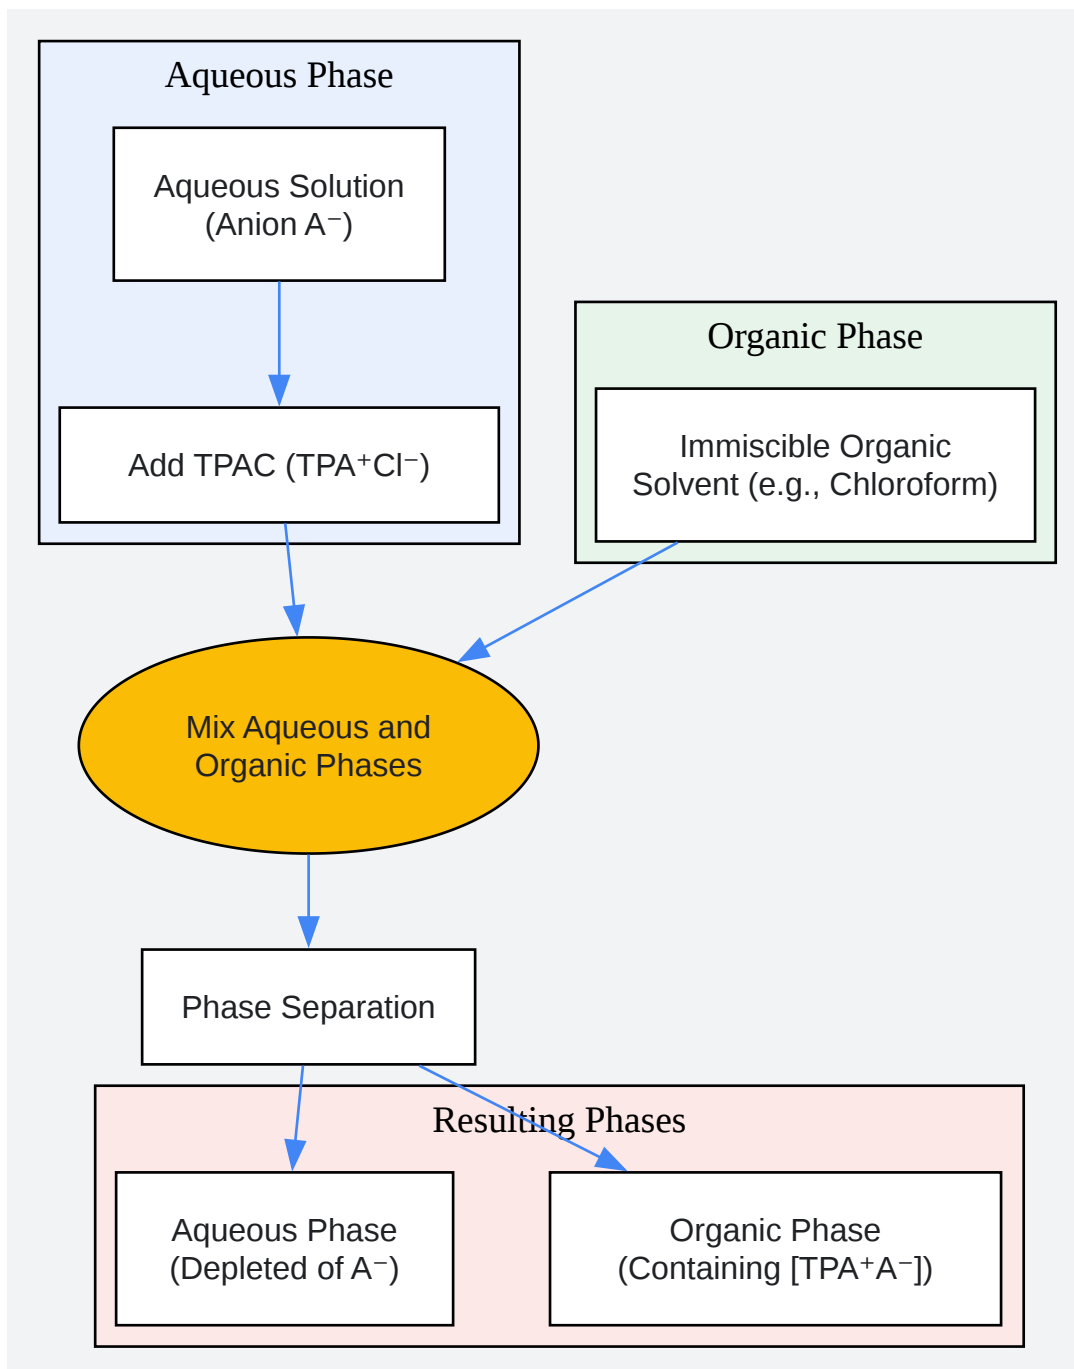 Aqueous Phase
Aqueous Solution
(Anion A⁻)
Add TPAC (TPA⁺Cl⁻)
Organic Phase
Immiscible Organic
Solvent (e.g., Chloroform)
Mix Aqueous and
Organic Phases
Phase Separation
Resulting Phases
Aqueous Phase
(Depleted of A⁻)
Organic Phase
(Containing [TPA⁺A⁻])